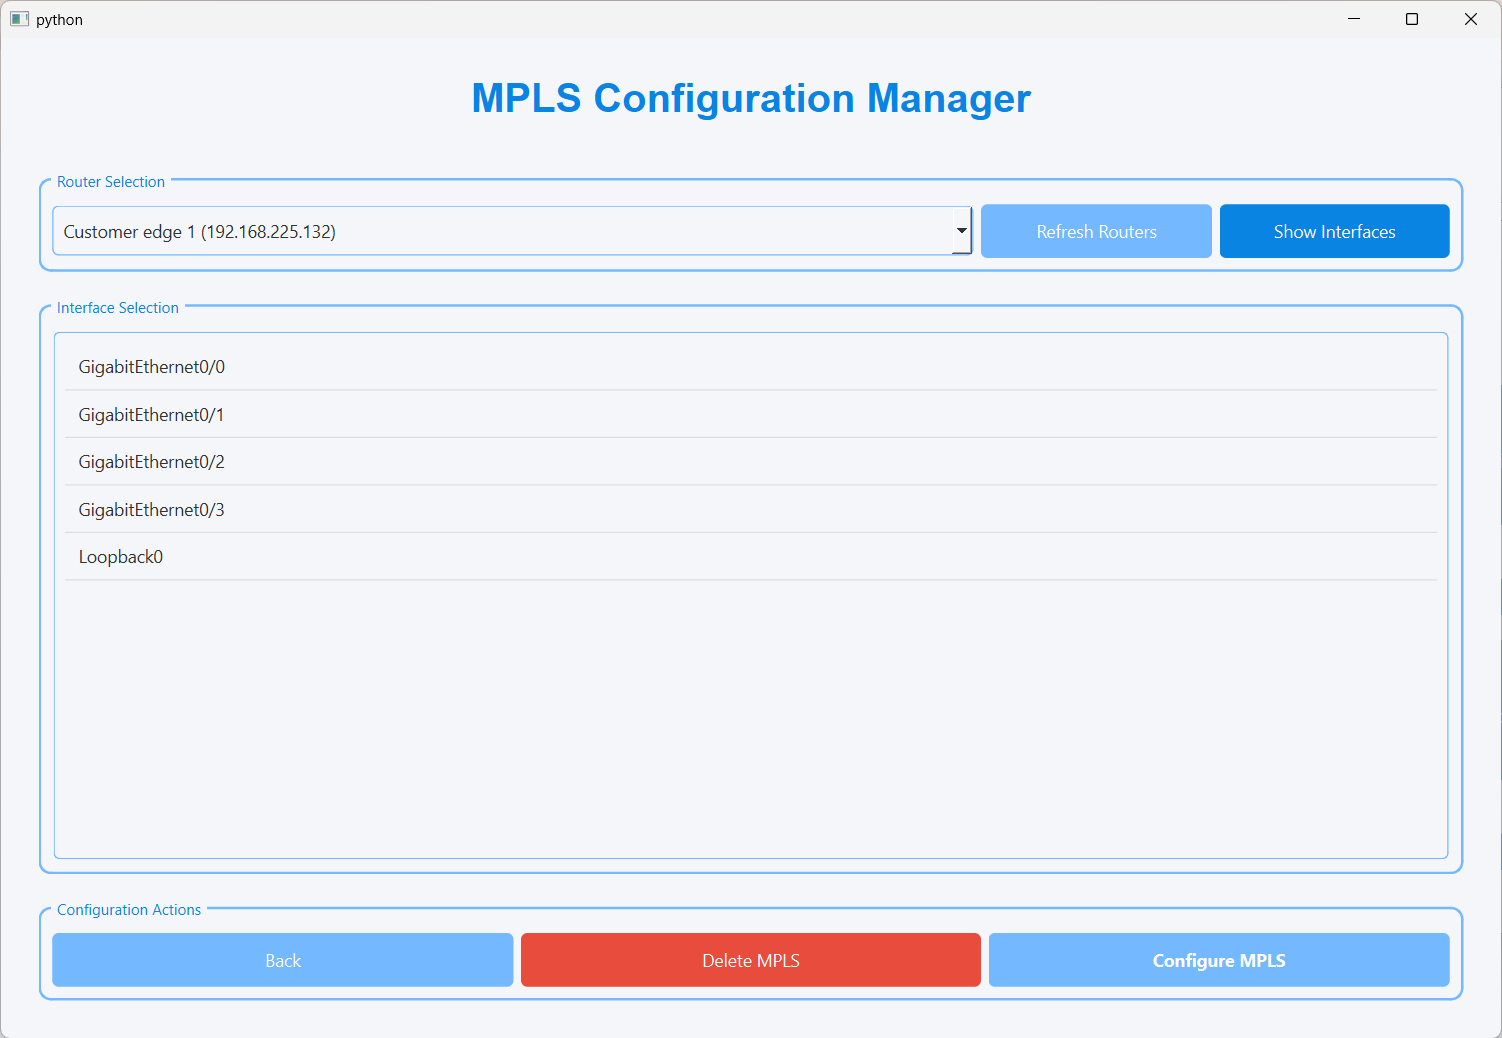 python
MPLS Configuration Manager
Router Selection
Customer edge 1 (192.168.225.132)
Refresh Routers
Show Interfaces
Interface Selection
GigabitEthernet0/0
GigabitEthernet0/1
GigabitEthernet0/2
GigabitEthernet0/3
Loopback0
Configuration Actions
Back
Delete MPLS
Configure MPLS